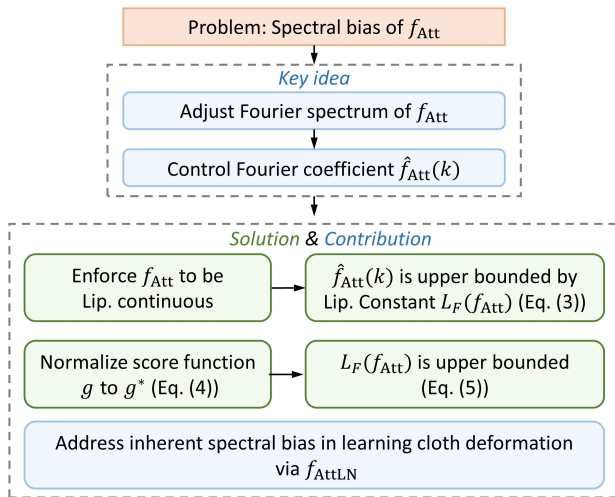 Problem: Spectral bias of f_Att
Key idea
Adjust Fourier spectrum of f_Att
Control Fourier coefficient f̂_Att(k)
Solution & Contribution
Enforce f_Att to be
Lip. continuous
f̂_Att(k) is upper bounded by
Lip. Constant L_F(f_Att) (Eq. (3))
Normalize score function
g to g* (Eq. (4))
L_F(f_Att) is upper bounded
(Eq. (5))
Address inherent spectral bias in learning cloth deformation
via f_AttLN